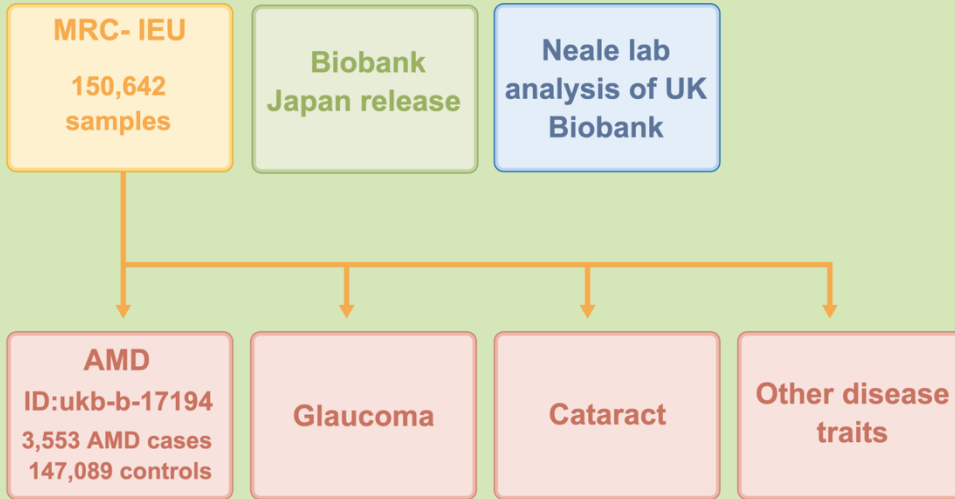 MRC- IEU
150,642
samples
Biobank
Japan release
Neale lab
analysis of UK
Biobank
AMD
ID:ukb-b-17194
3,553 AMD cases
147,089 controls
Glaucoma
Cataract
Other disease
traits